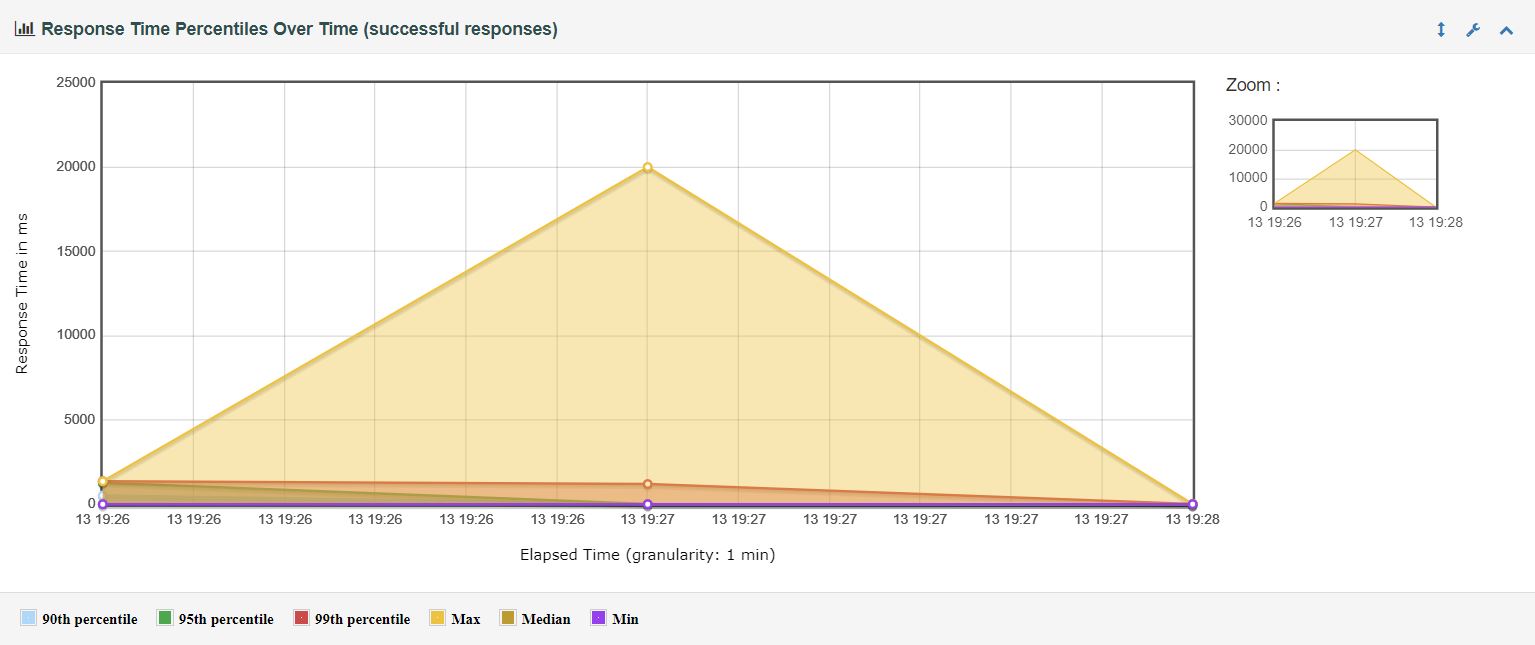 Response Time Percentiles Over Time (successful responses)
Zoom :
30000
20000
10000
0
13 19:26 13 19:27 13 19:28
Response Time in ms
25000
20000
15000
10000
5000
0
13 19:26 13 19:26 13 19:26 13 19:26 13 19:26 13 19:26 13 19:27 13 19:27 13 19:27 13 19:27 13 19:27 13 19:27 13 19:28
Elapsed Time (granularity: 1 min)
90th percentile 95th percentile 99th percentile Max Median Min